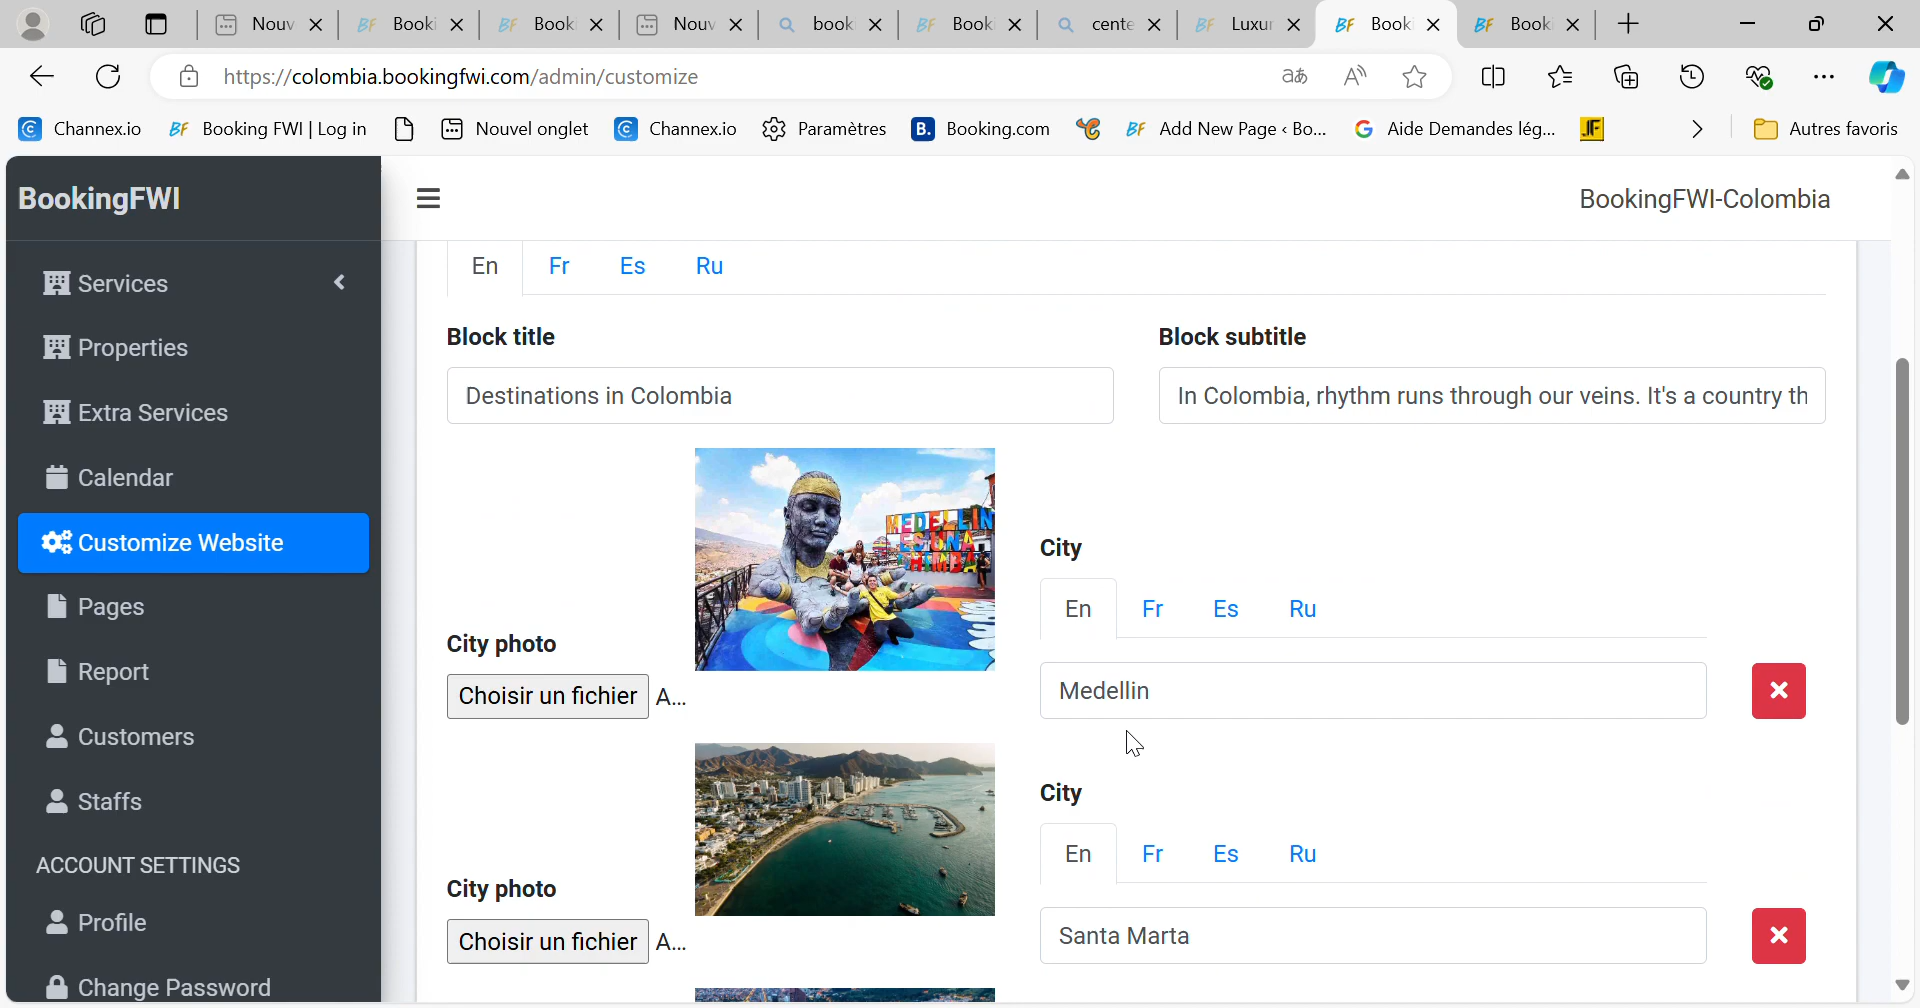 Nouv
Booki
Book
Nouv
book
Book
cente
Luxur
Book
Book
https://colombia.bookingfwi.com/admin/customize
Channex.io
Booking FWI | Log in
Nouvel onglet
Channex.io
Paramètres
Booking.com
Add New Page ‹ Bo...
Aide Demandes lég...
Autres favoris
BookingFWI
BookingFWI-Colombia
Services
Properties
Extra Services
Calendar
Customize Website
Pages
Report
Customers
Staffs
ACCOUNT SETTINGS
Profile
Change Password
En Fr Es Ru
Block title
Block subtitle
Destinations in Colombia
In Colombia, rhythm runs through our veins. It's a country th
MEDELLIN
ES UNA
CHIMBA
City
En Fr Es Ru
City photo
Choisir un fichier A...
Medellin
City
En Fr Es Ru
City photo
Choisir un fichier A...
Santa Marta